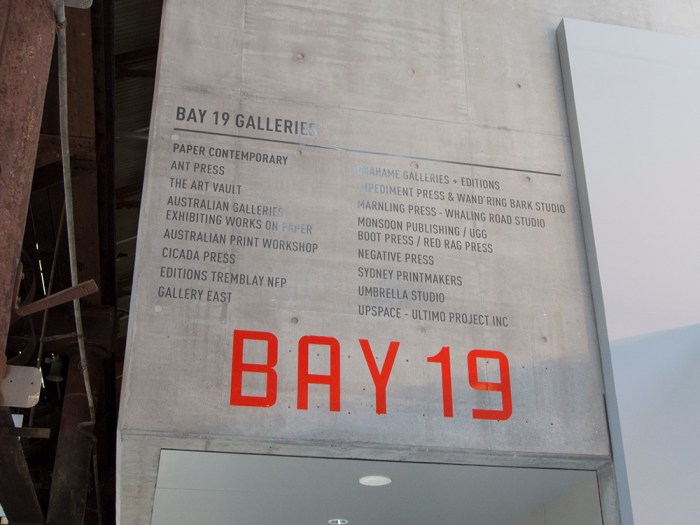 BAY 19 GALLERIES
PAPER CONTEMPORARY
ANT PRESS
THE ART VAULT
AUSTRALIAN GALLERIES
EXHIBITING WORKS ON PAPER
AUSTRALIAN PRINT WORKSHOP
CICADA PRESS
EDITIONS TREMBLAY NFP
GALLERY EAST
GRAHAME GALLERIES + EDITIONS
IMPEDIMENT PRESS & WAND'RING BARK STUDIO
MARNLING PRESS - WHALING ROAD STUDIO
MONSOON PUBLISHING / UGG
BOOT PRESS / RED RAG PRESS
NEGATIVE PRESS
SYDNEY PRINTMAKERS
UMBRELLA STUDIO
UPSPACE - ULTIMO PROJECT INC
BAY 19